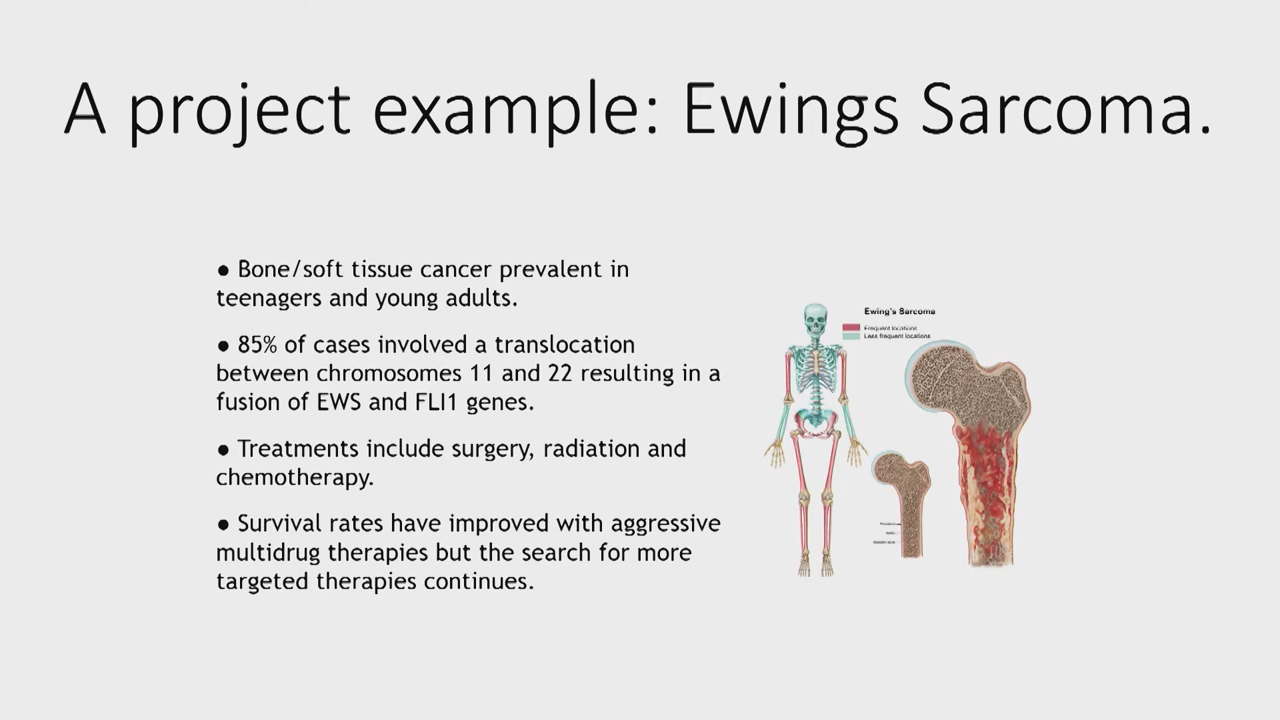 A project example: Ewings Sarcoma.
● Bone/soft tissue cancer prevalent in
teenagers and young adults.
● 85% of cases involved a translocation
between chromosomes 11 and 22 resulting in a
fusion of EWS and FLI1 genes.
● Treatments include surgery, radiation and
chemotherapy.
● Survival rates have improved with aggressive
multidrug therapies but the search for more
targeted therapies continues.
Ewing's Sarcoma
Frequent locations
Less frequent locations